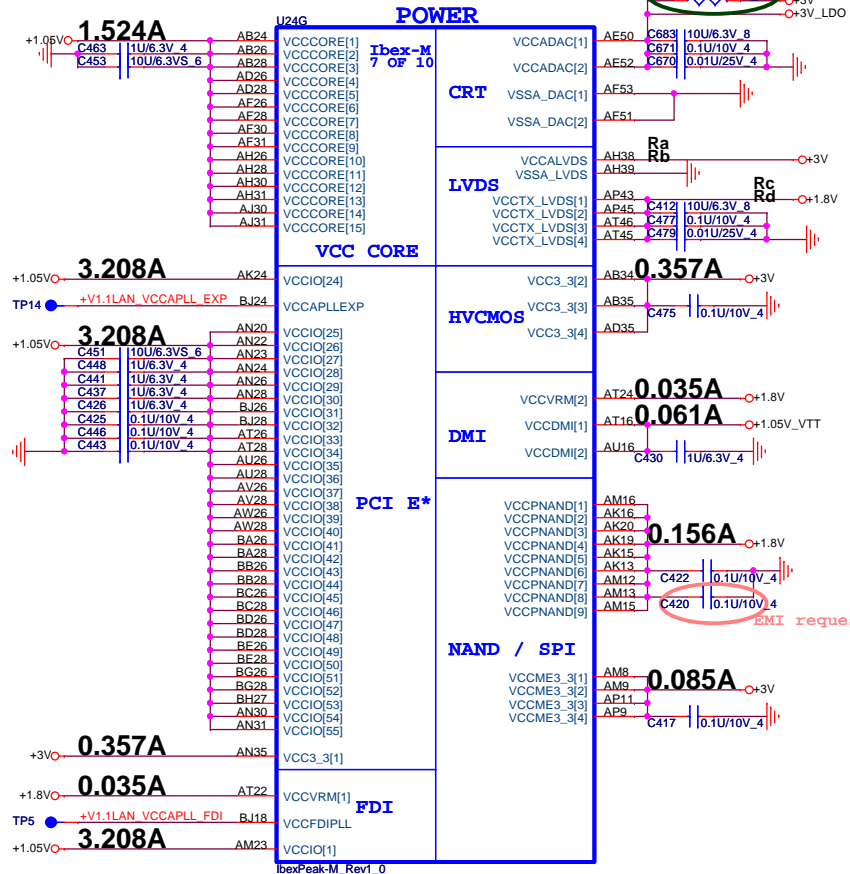 POWER
U24G
Ibex-M
7 OF 10
+1.05V
1.524A
C463 1U/6.3V_4
C453 10U/6.3VS_6
AB24 VCCCORE[1]
AB26 VCCCORE[2]
AB28 VCCCORE[3]
AD26 VCCCORE[4]
AD28 VCCCORE[5]
AF26 VCCCORE[6]
AF28 VCCCORE[7]
AF30 VCCCORE[8]
AF31 VCCCORE[9]
AH26 VCCCORE[10]
AH28 VCCCORE[11]
AH30 VCCCORE[12]
AH31 VCCCORE[13]
AJ30 VCCCORE[14]
AJ31 VCCCORE[15]
VCC CORE
+1.05V 3.208A AK24 VCCIO[24]
TP14 +V1.1LAN_VCCAPLL_EXP BJ24 VCCAPLLEXP
+1.05V 3.208A
C451 10U/6.3VS_6
C448 1U/6.3V_4
C441 1U/6.3V_4
C437 1U/6.3V_4
C426 1U/6.3V_4
C425 0.1U/10V_4
C446 0.1U/10V_4
C443 0.1U/10V_4
AN20 VCCIO[25]
AN22 VCCIO[26]
AN23 VCCIO[27]
AN24 VCCIO[28]
AN26 VCCIO[29]
AN28 VCCIO[30]
BJ26 VCCIO[31]
BJ28 VCCIO[32]
AT26 VCCIO[33]
AT28 VCCIO[34]
AU26 VCCIO[35]
AU28 VCCIO[36]
AV26 VCCIO[37]
AV28 VCCIO[38]
AW26 VCCIO[39]
AW28 VCCIO[40]
BA26 VCCIO[41]
BA28 VCCIO[42]
BB26 VCCIO[43]
BB28 VCCIO[44]
BC26 VCCIO[45]
BC28 VCCIO[46]
BD26 VCCIO[47]
BD28 VCCIO[48]
BE26 VCCIO[49]
BE28 VCCIO[50]
BG26 VCCIO[51]
BG28 VCCIO[52]
BH27 VCCIO[53]
AN30 VCCIO[54]
AN31 VCCIO[55]
PCI E*
+3V 0.357A AN35 VCC3_3[1]
+1.8V 0.035A AT22 VCCVRM[1]
TP5 +V1.1LAN_VCCAPLL_FDI BJ18 VCCFDIPLL
+1.05V 3.208A AM23 VCCIO[1]
FDI
IbexPeak-M_Rev1_0
+3V
+3V_LDO
CRT
VCCADAC[1] AE50
VCCADAC[2] AE52
VSSA_DAC[1] AF53
VSSA_DAC[2] AF51
C683 10U/6.3V_8
C671 0.1U/10V_4
C670 0.01U/25V_4
LVDS
Ra
Rb
VCCALVDS AH38 +3V
VSSA_LVDS AH39
Rc
Rd
VCCTX_LVDS[1] AP43 +1.8V
VCCTX_LVDS[2] AP45
VCCTX_LVDS[3] AT46
VCCTX_LVDS[4] AT45
C412 10U/6.3V_8
C477 0.1U/10V_4
C479 0.01U/25V_4
HVCMOS
VCC3_3[2] AB34 0.357A +3V
VCC3_3[3] AB35 C475 0.1U/10V_4
VCC3_3[4] AD35
DMI
VCCVRM[2] AT24 0.035A +1.8V
VCCDMI[1] AT16 0.061A +1.05V_VTT
VCCDMI[2] AU16 C430 1U/6.3V_4
VCCPNAND[1] AM16
VCCPNAND[2] AK16
VCCPNAND[3] AK20
VCCPNAND[4] AK19 0.156A +1.8V
VCCPNAND[5] AK15
VCCPNAND[6] AK13
VCCPNAND[7] AM12
VCCPNAND[8] AM13
VCCPNAND[9] AM15
C422 0.1U/10V_4
C420 0.1U/10V_4
EMI reque
NAND / SPI
VCCME3_3[1] AM8
VCCME3_3[2] AM9 0.085A +3V
VCCME3_3[3] AP11
VCCME3_3[4] AP9
C417 0.1U/10V_4